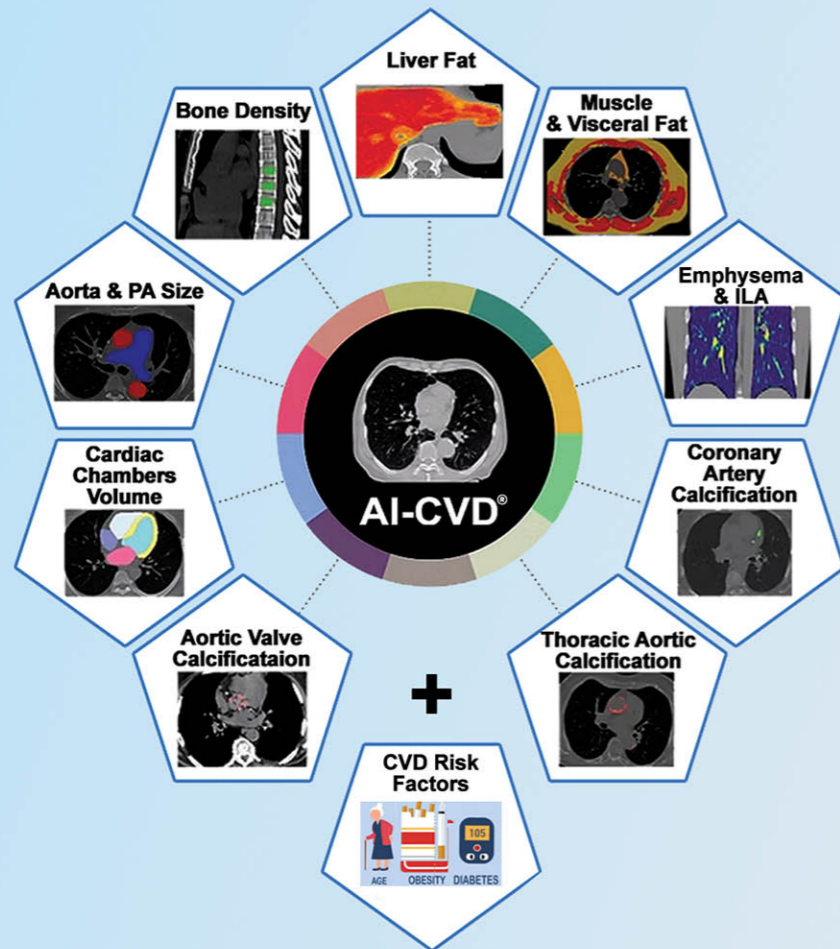 Liver Fat
Bone Density
Muscle
& Visceral Fat
Aorta & PA Size
Emphysema
& ILA
Cardiac
Chambers
Volume
Coronary
Artery
Calcification
AI-CVD®
Aortic Valve
Calcificataion
Thoracic Aortic
Calcification
+
CVD Risk
Factors
105
AGE OBESITY DIABETES